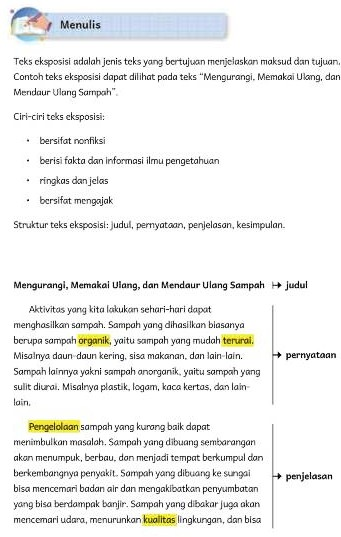 Menulis
Teks eksposisi adalah jenis teks yang bertujuan menjelaskan maksud dan tujuan.
Contoh teks eksposisi dapat dilihat pada teks “Mengurangi, Memakai Ulang, dan
Mendaur Ulang Sampah”.
Ciri-ciri teks eksposisi:
• bersifat nonfiksi
• berisi fakta dan informasi ilmu pengetahuan
• ringkas dan jelas
• bersifat mengajak
Struktur teks eksposisi: judul, pernyataan, penjelasan, kesimpulan.
Mengurangi, Memakai Ulang, dan Mendaur Ulang Sampah judul
Aktivitas yang kita lakukan sehari-hari dapat
menghasilkan sampah. Sampah yang dihasilkan biasanya
berupa sampah organik, yaitu sampah yang mudah terurai.
Misalnya daun-daun kering, sisa makanan, dan lain-lain.
pernyataan
Sampah lainnya yakni sampah anorganik, yaitu sampah yang
sulit diurai. Misalnya plastik, logam, kaca kertas, dan lain-
lain.
Pengelolaan sampah yang kurang baik dapat
menimbulkan masalah. Sampah yang dibuang sembarangan
akan menumpuk, berbau, dan menjadi tempat berkumpul dan
berkembangnya penyakit. Sampah yang dibuang ke sungai
penjelasan
bisa mencemari badan air dan mengakibatkan penyumbatan
yang bisa berdampak banjir. Sampah yang dibakar juga akan
mencemari udara, menurunkan kualitas lingkungan, dan bisa